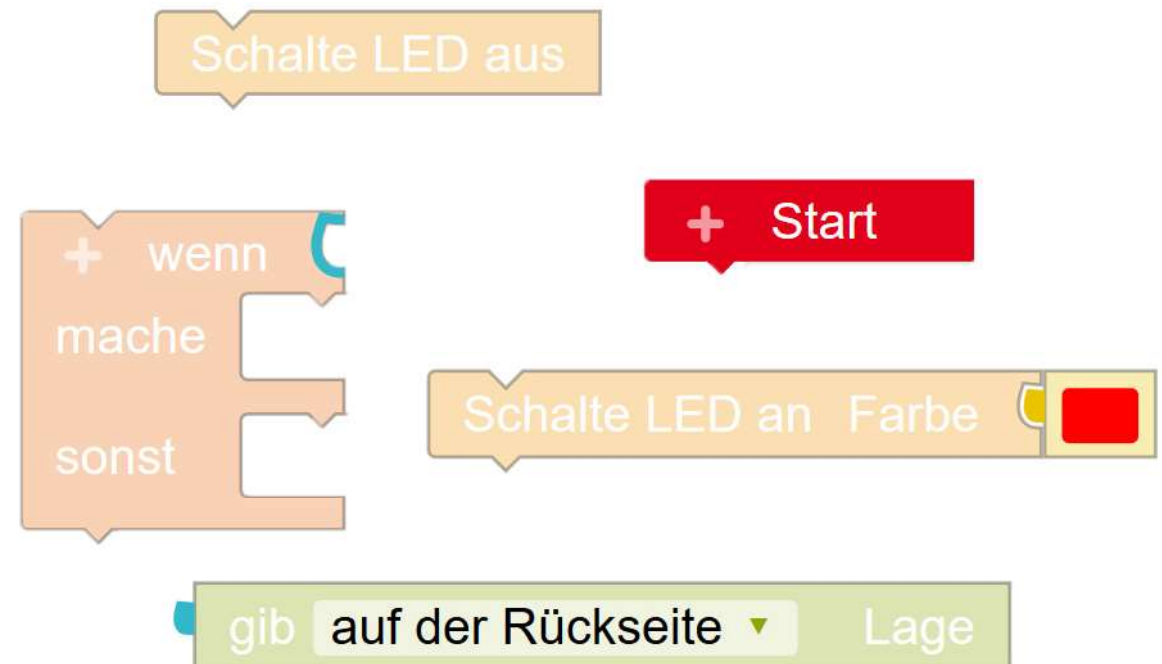 Schalte LED aus
+ Start
+ wenn
mache
sonst
Schalte LED an Farbe
gib auf der Rückseite Lage